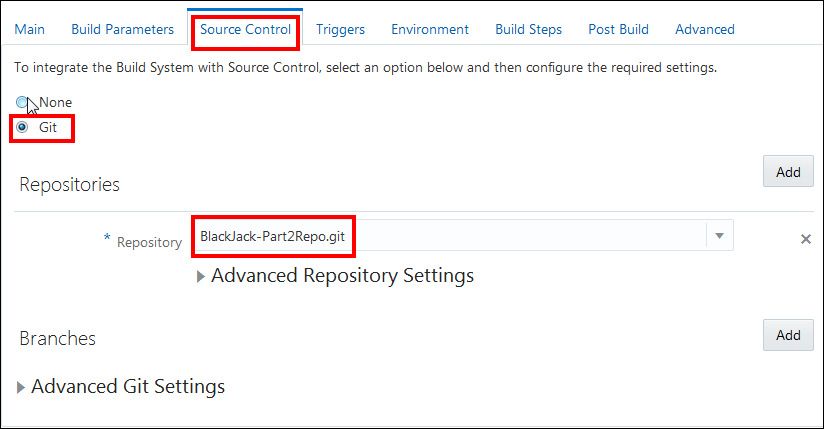 Main Build Parameters Source Control Triggers Environment Build Steps Post Build Advanced
To integrate the Build System with Source Control, select an option below and then configure the required settings.
None
Git
Repositories Add
* Repository BlackJack-Part2Repo.git
Advanced Repository Settings
Branches Add
Advanced Git Settings